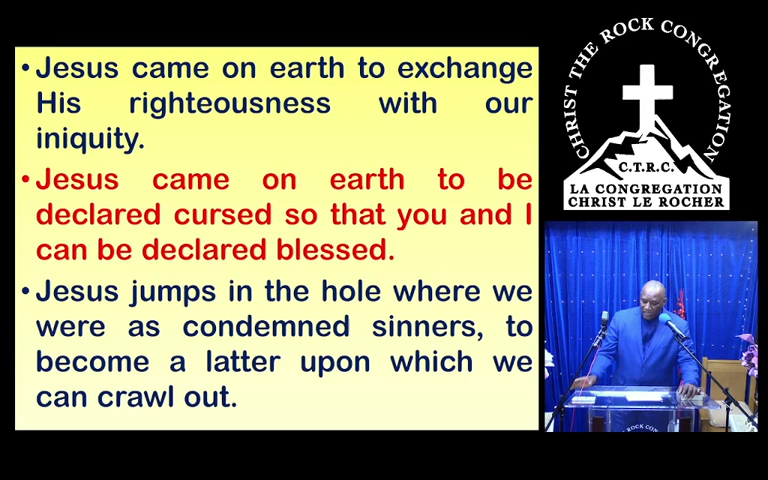 • Jesus came on earth to exchange
His righteousness with our
iniquity.
• Jesus came on earth to be
declared cursed so that you and I
can be declared blessed.
• Jesus jumps in the hole where we
were as condemned sinners, to
become a latter upon which we
can crawl out.
CHRIST THE ROCK CONGREGATION
C.T.R.C.
LA CONGREGATION
CHRIST LE ROCHER
ROCK CON